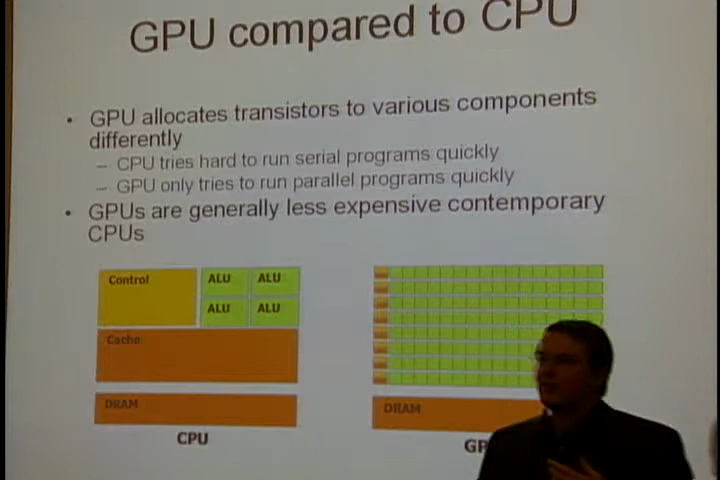 GPU compared to CPU
• GPU allocates transistors to various components
differently
– CPU tries hard to run serial programs quickly
– GPU only tries to run parallel programs quickly
• GPUs are generally less expensive contemporary
CPUs
Control
ALU ALU
ALU ALU
Cache
DRAM
DRAM
CPU
GP